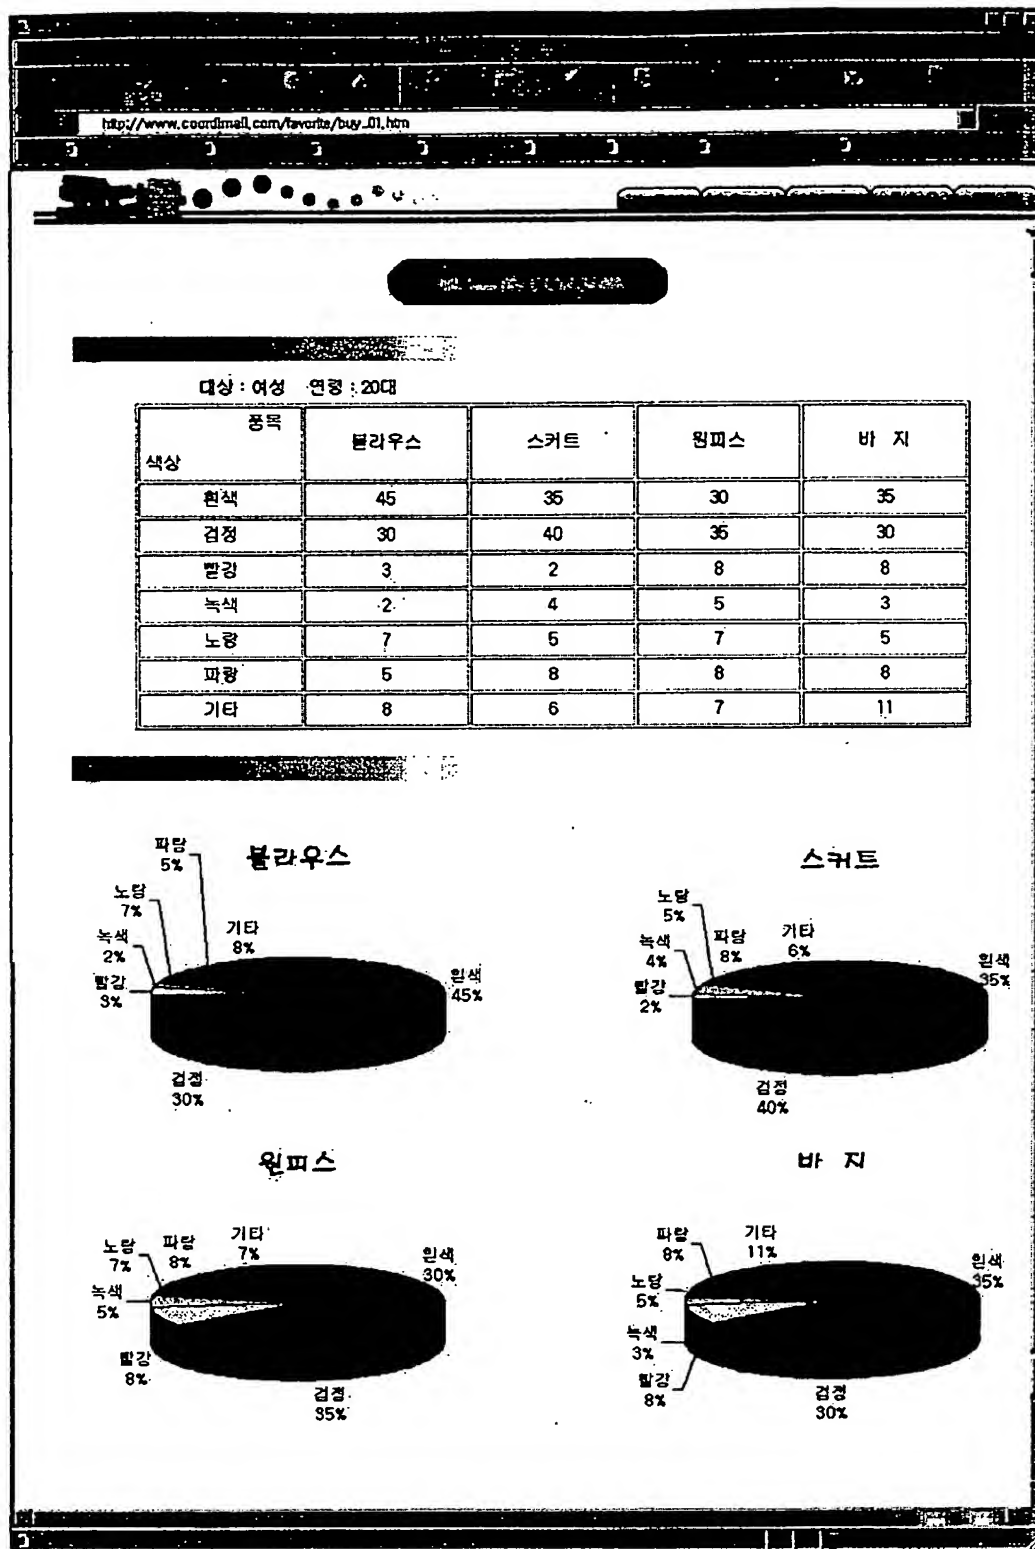 http://www.coordimall.com/favorite/buy_01.htm
대상 : 여성 연령 : 20대
품목
색상
블라우스 스커트 원피스 바 지
흰색 45 35 30 35
검정 30 40 35 30
빨강 3 2 8 8
녹색 2 4 5 3
노랑 7 5 7 5
파랑 5 8 8 8
기타 8 6 7 11
블라우스
파랑
5%
노랑
7%
기타
8%
녹색
2%
빨강
3%
흰색
45%
검정
30%
스커트
노랑
5%
파랑
8%
기타
6%
녹색
4%
빨강
2%
흰색
35%
검정
40%
원피스
노랑
7%
파랑
8%
기타
7%
흰색
30%
녹색
5%
빨강
8%
검정
35%
바 지
파랑
8%
기타
11%
흰색
35%
노랑
5%
녹색
3%
빨강
8%
검정
30%